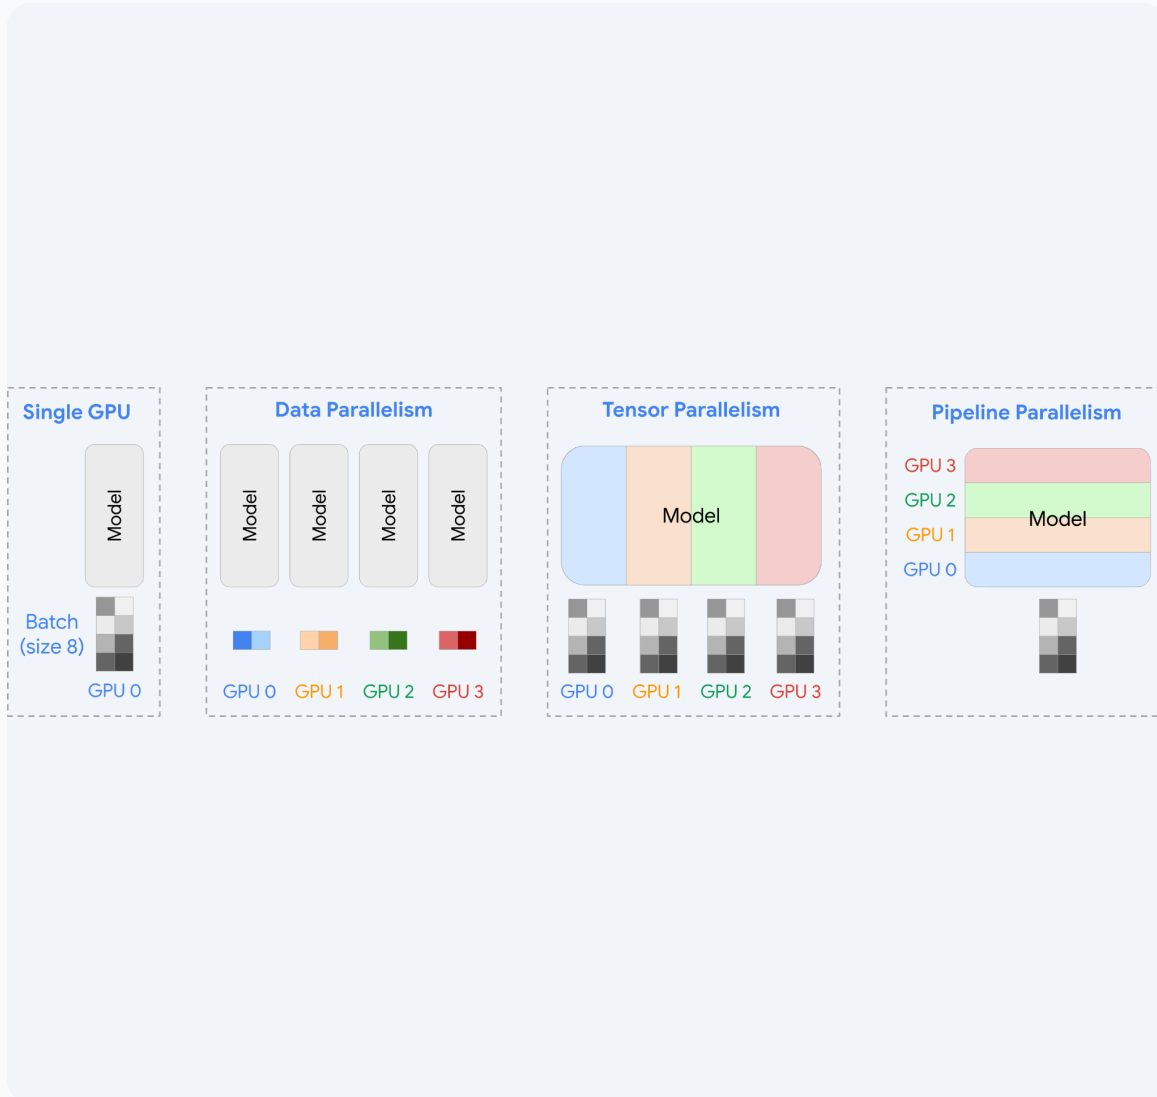 Single GPU
Model
Batch
(size 8)
GPU 0
Data Parallelism
Model
Model
Model
Model
GPU 0
GPU 1
GPU 2
GPU 3
Tensor Parallelism
Model
GPU 0
GPU 1
GPU 2
GPU 3
Pipeline Parallelism
GPU 3
GPU 2
GPU 1
GPU 0
Model